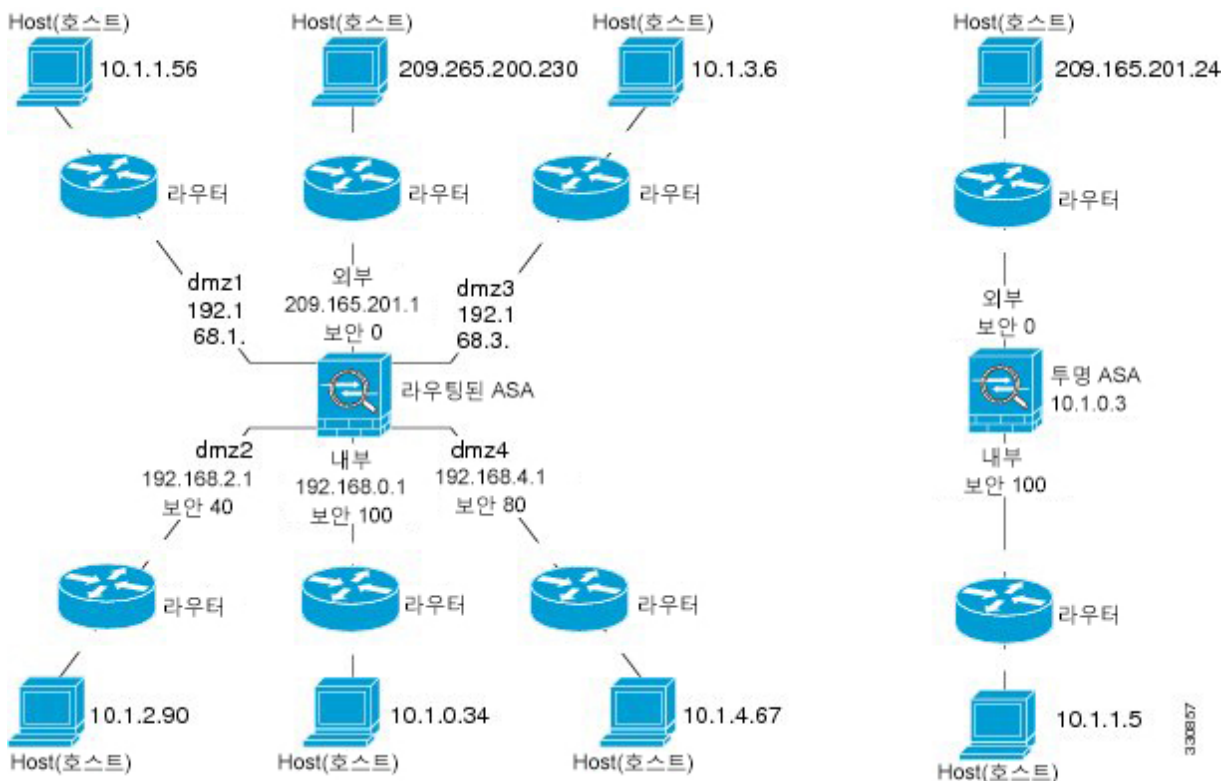 Host(호스트)
10.1.1.56
라우터
Host(호스트)
209.265.200.230
라우터
Host(호스트)
10.1.3.6
라우터
dmz1
192.1
68.1.
외부
209.165.201.1
보안 0
dmz3
192.1
68.3.
라우팅된 ASA
dmz2
192.168.2.1
보안 40
내부
192.168.0.1
보안 100
dmz4
192.168.4.1
보안 80
라우터
라우터
라우터
10.1.2.90
Host(호스트)
10.1.0.34
Host(호스트)
10.1.4.67
Host(호스트)
Host(호스트)
209.165.201.24
라우터
외부
보안 0
투명 ASA
10.1.0.3
내부
보안 100
라우터
10.1.1.5
Host(호스트)
330857